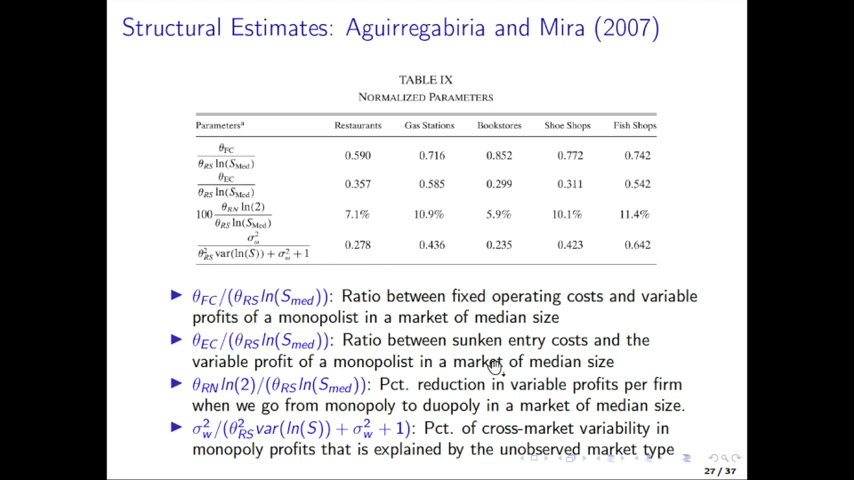 Structural Estimates: Aguirregabiria and Mira (2007)
TABLE IX
NORMALIZED PARAMETERS
Parametersᵃ Restaurants Gas Stations Bookstores Shoe Shops Fish Shops
θ_FC / (θ_RS ln(S_Med)) 0.590 0.716 0.852 0.772 0.742
θ_EC / (θ_RS ln(S_Med)) 0.357 0.585 0.299 0.311 0.542
100 θ_RN ln(2) / (θ_RS ln(S_Med)) 7.1% 10.9% 5.9% 10.1% 11.4%
σ²_ω / (θ²_RS var(ln(S)) + σ²_ω + 1) 0.278 0.436 0.235 0.423 0.642
▶ θ_FC/(θ_RS ln(S_med)): Ratio between fixed operating costs and variable
profits of a monopolist in a market of median size
▶ θ_EC/(θ_RS ln(S_med)): Ratio between sunken entry costs and the
variable profit of a monopolist in a market of median size
▶ θ_RN ln(2)/(θ_RS ln(S_med)): Pct. reduction in variable profits per firm
when we go from monopoly to duopoly in a market of median size.
▶ σ²_w/(θ²_RS var(ln(S)) + σ²_w + 1): Pct. of cross-market variability in
monopoly profits that is explained by the unobserved market type
27 / 37